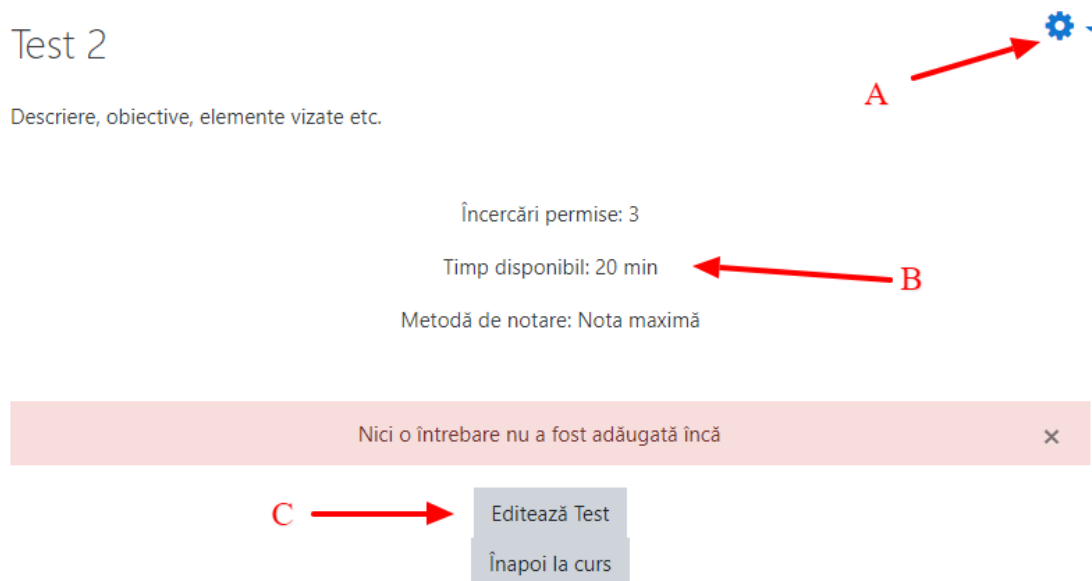 Test 2
A
Descriere, obiective, elemente vizate etc.
Încercări permise: 3
Timp disponibil: 20 min
B
Metodă de notare: Nota maximă
Nici o întrebare nu a fost adăugată încă ×
C
Editează Test
Înapoi la curs